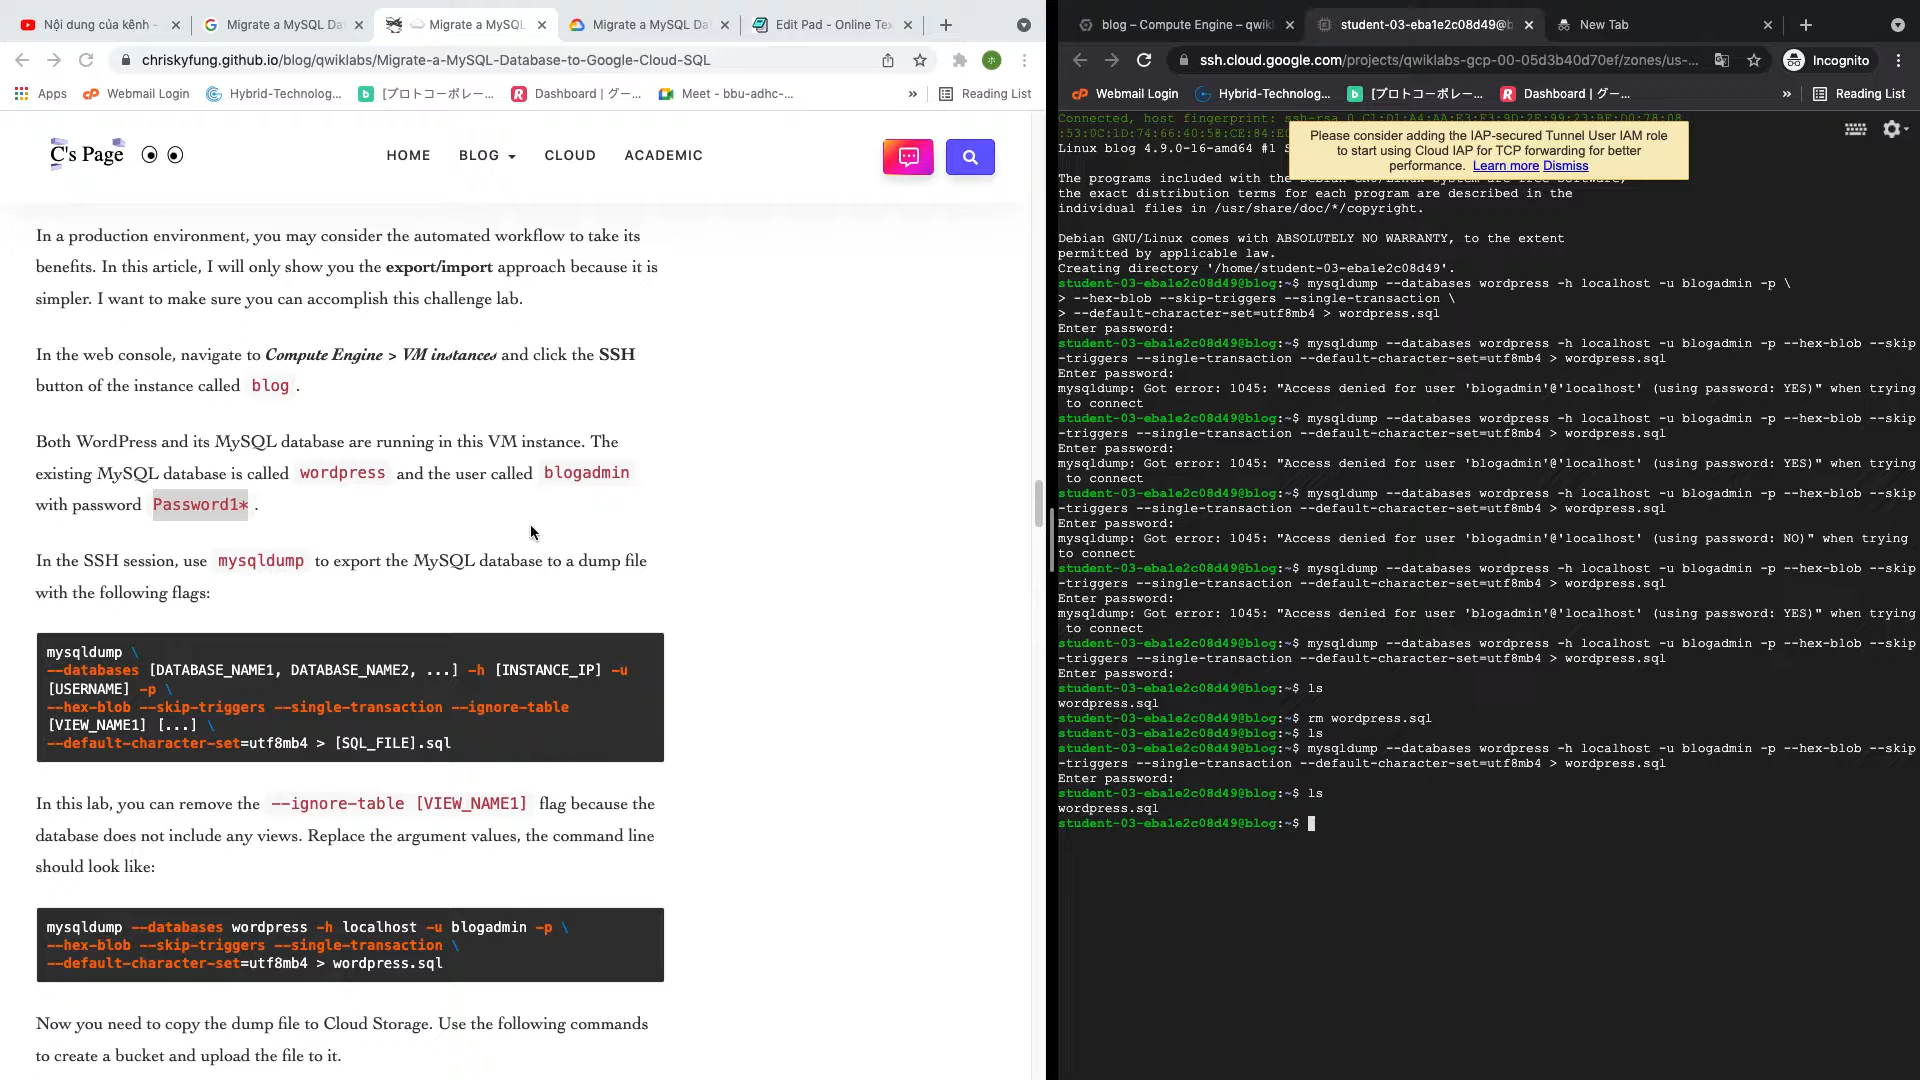 Nội dung của kênh -
Migrate a MySQL Da
Migrate a MySQL
Migrate a MySQL Da
Edit Pad - Online Te
chriskyfung.github.io/blog/qwiklabs/Migrate-a-MySQL-Database-to-Google-Cloud-SQL
Apps
Webmail Login
Hybrid-Technolog...
[プロトコーポレー...
Dashboard | グー...
Meet - bbu-adhc-...
»
Reading List
C's Page
HOME
BLOG
CLOUD
ACADEMIC
In a production environment, you may consider the automated workflow to take its
benefits. In this article, I will only show you the export/import approach because it is
simpler. I want to make sure you can accomplish this challenge lab.
In the web console, navigate to Compute Engine > VM instances and click the SSH
button of the instance called blog .
Both WordPress and its MySQL database are running in this VM instance. The
existing MySQL database is called wordpress and the user called blogadmin
with password Password1* .
In the SSH session, use mysqldump to export the MySQL database to a dump file
with the following flags:
mysqldump \
--databases [DATABASE_NAME1, DATABASE_NAME2, ...] -h [INSTANCE_IP] -u
[USERNAME] -p \
--hex-blob --skip-triggers --single-transaction --ignore-table
[VIEW_NAME1] [...] \
--default-character-set=utf8mb4 > [SQL_FILE].sql
In this lab, you can remove the --ignore-table [VIEW_NAME1] flag because the
database does not include any views. Replace the argument values, the command line
should look like:
mysqldump --databases wordpress -h localhost -u blogadmin -p \
--hex-blob --skip-triggers --single-transaction \
--default-character-set=utf8mb4 > wordpress.sql
Now you need to copy the dump file to Cloud Storage. Use the following commands
to create a bucket and upload the file to it.
blog – Compute Engine – qwik
student-03-eba1e2c08d49@b
New Tab
ssh.cloud.google.com/projects/qwiklabs-gcp-00-05d3b40d70ef/zones/us-...
Incognito
Webmail Login
Hybrid-Technolog...
[プロトコーポレー...
Dashboard | グー...
»
Reading List
Connected, host fingerprint: ssh-rsa 0
:53:0C:1D:74:66:40:58:CE:84:E
Linux blog 4.9.0-16-amd64 #1 S
Please consider adding the IAP-secured Tunnel User IAM role
to start using Cloud IAP for TCP forwarding for better
performance. Learn more Dismiss
The programs included with the
the exact distribution terms for each program are described in the
individual files in /usr/share/doc/*/copyright.
Debian GNU/Linux comes with ABSOLUTELY NO WARRANTY, to the extent
permitted by applicable law.
Creating directory '/home/student-03-eba1e2c08d49'.
student-03-eba1e2c08d49@blog:~$ mysqldump --databases wordpress -h localhost -u blogadmin -p \
> --hex-blob --skip-triggers --single-transaction \
> --default-character-set=utf8mb4 > wordpress.sql
Enter password:
student-03-eba1e2c08d49@blog:~$ mysqldump --databases wordpress -h localhost -u blogadmin -p --hex-blob --skip
-triggers --single-transaction --default-character-set=utf8mb4 > wordpress.sql
Enter password:
mysqldump: Got error: 1045: "Access denied for user 'blogadmin'@'localhost' (using password: YES)" when trying
to connect
student-03-eba1e2c08d49@blog:~$ mysqldump --databases wordpress -h localhost -u blogadmin -p --hex-blob --skip
-triggers --single-transaction --default-character-set=utf8mb4 > wordpress.sql
Enter password:
mysqldump: Got error: 1045: "Access denied for user 'blogadmin'@'localhost' (using password: YES)" when trying
to connect
student-03-eba1e2c08d49@blog:~$ mysqldump --databases wordpress -h localhost -u blogadmin -p --hex-blob --skip
-triggers --single-transaction --default-character-set=utf8mb4 > wordpress.sql
Enter password:
mysqldump: Got error: 1045: "Access denied for user 'blogadmin'@'localhost' (using password: NO)" when trying
to connect
student-03-eba1e2c08d49@blog:~$ mysqldump --databases wordpress -h localhost -u blogadmin -p --hex-blob --skip
-triggers --single-transaction --default-character-set=utf8mb4 > wordpress.sql
Enter password:
mysqldump: Got error: 1045: "Access denied for user 'blogadmin'@'localhost' (using password: YES)" when trying
to connect
student-03-eba1e2c08d49@blog:~$ mysqldump --databases wordpress -h localhost -u blogadmin -p --hex-blob --skip
-triggers --single-transaction --default-character-set=utf8mb4 > wordpress.sql
Enter password:
student-03-eba1e2c08d49@blog:~$ ls
wordpress.sql
student-03-eba1e2c08d49@blog:~$ rm wordpress.sql
student-03-eba1e2c08d49@blog:~$ ls
student-03-eba1e2c08d49@blog:~$ mysqldump --databases wordpress -h localhost -u blogadmin -p --hex-blob --skip
-triggers --single-transaction --default-character-set=utf8mb4 > wordpress.sql
Enter password:
student-03-eba1e2c08d49@blog:~$ ls
wordpress.sql
student-03-eba1e2c08d49@blog:~$